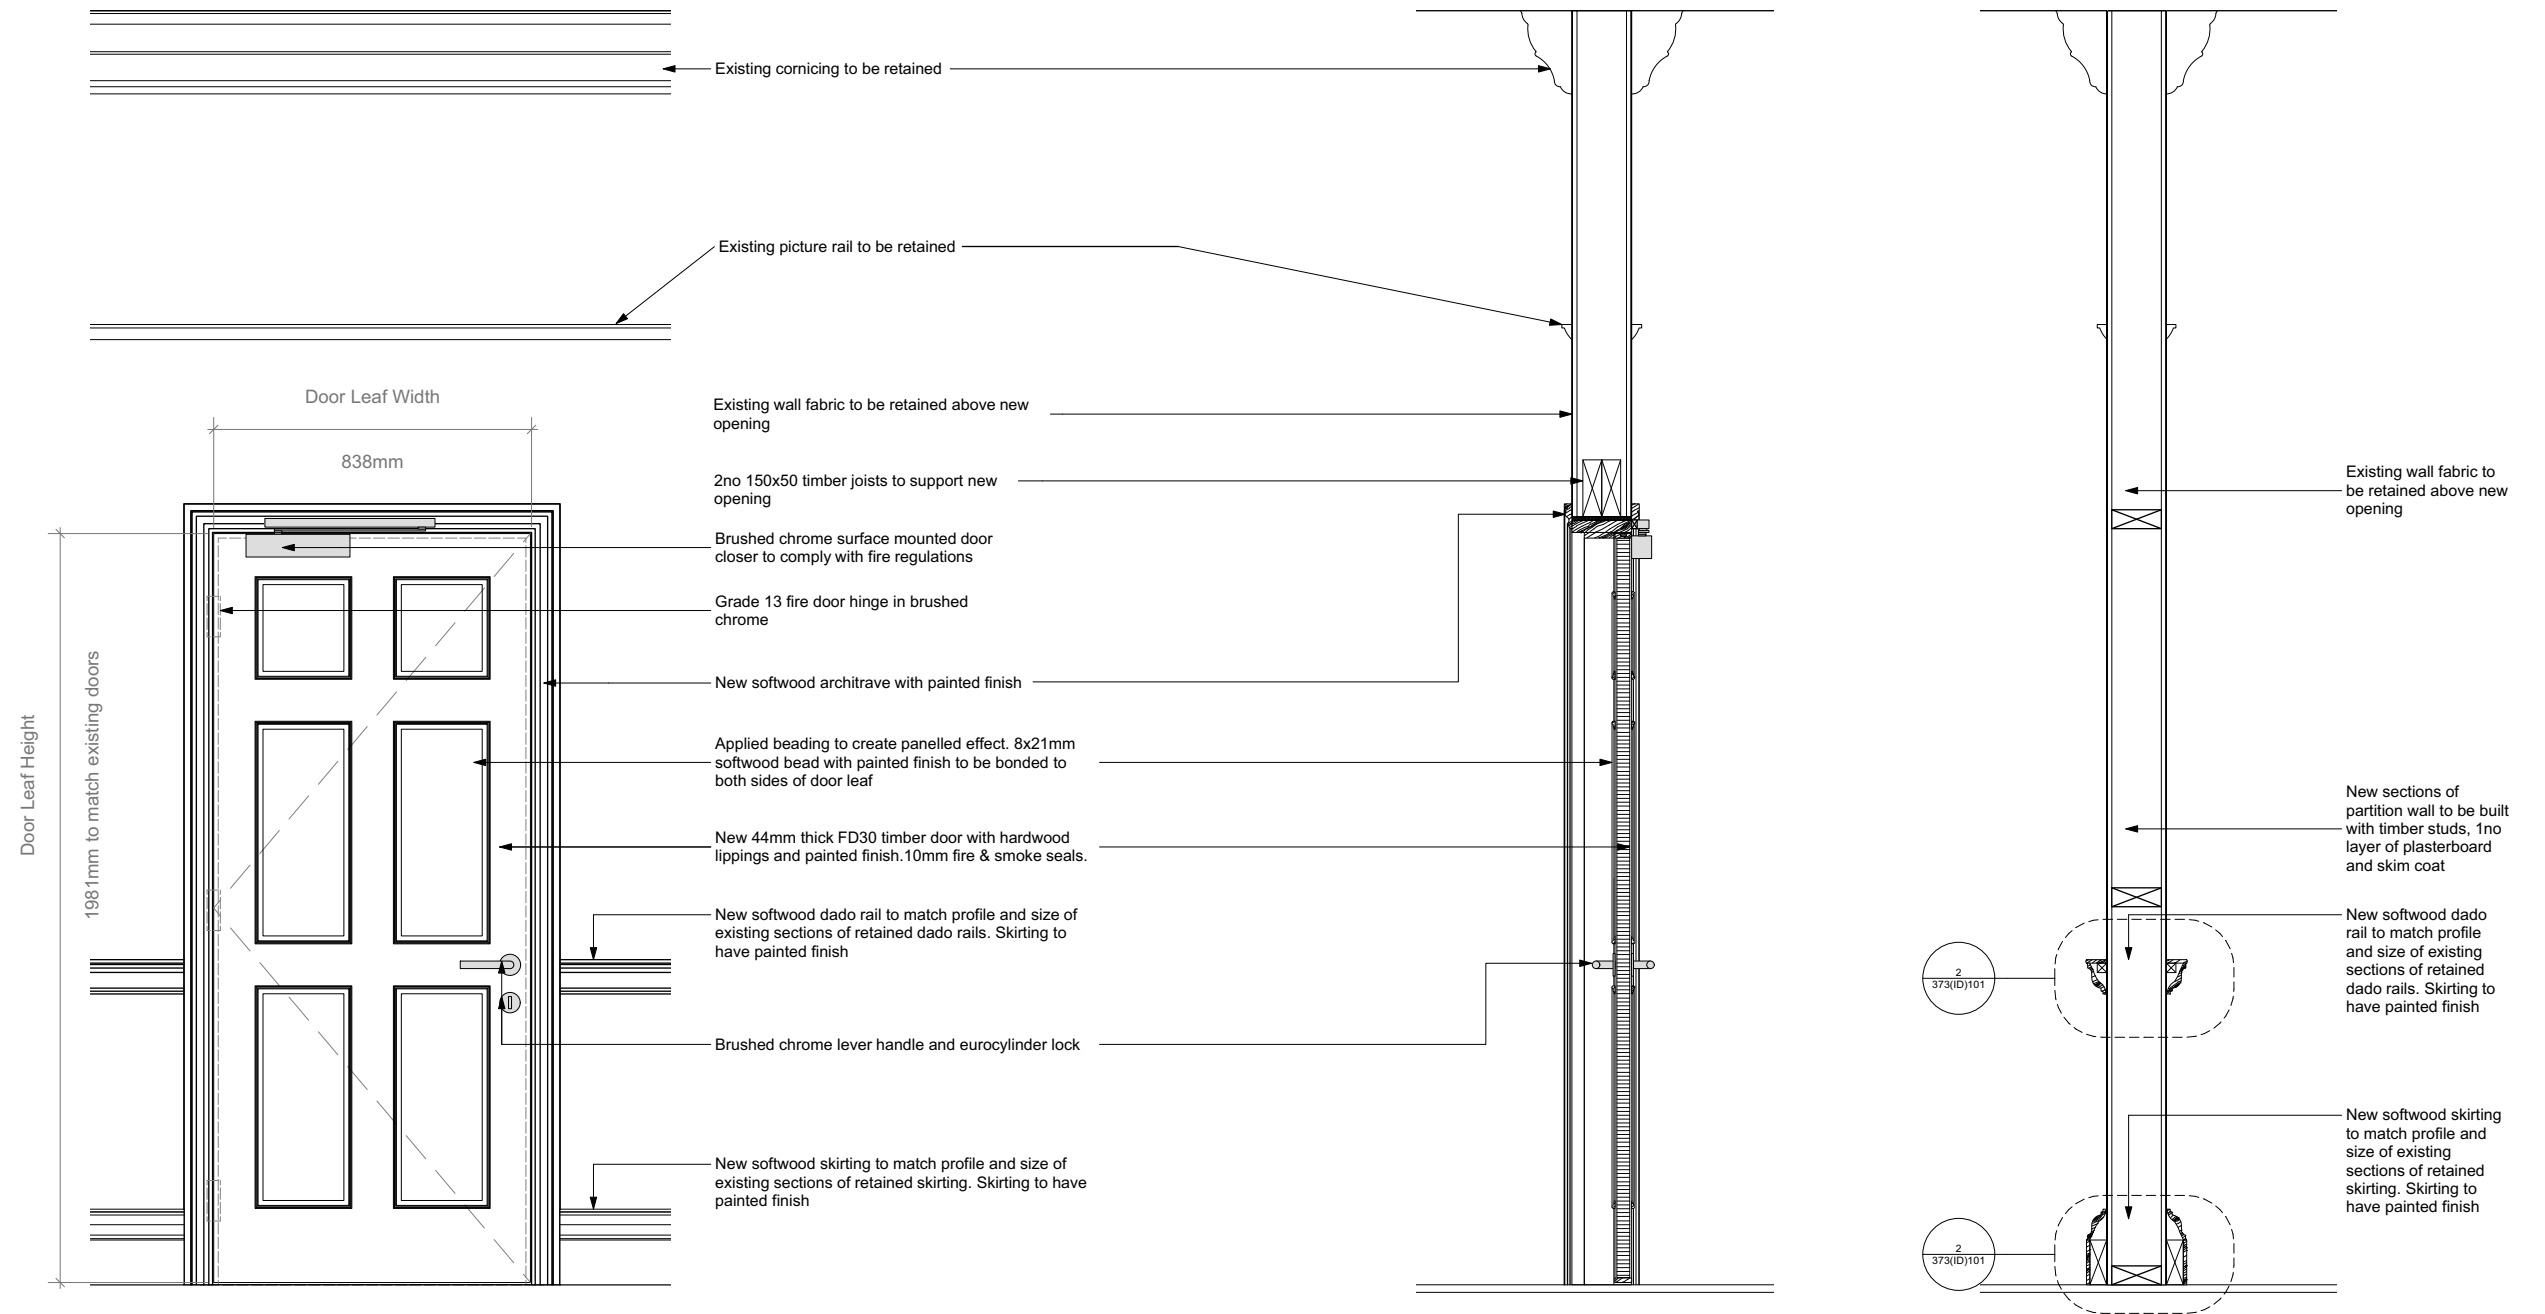 Existing cornicing to be retained
Existing picture rail to be retained
Door Leaf Width
838mm
Door Leaf Height
1981mm to match existing doors
Existing wall fabric to be retained above new
opening
2no 150x50 timber joists to support new
opening
Brushed chrome surface mounted door
closer to comply with fire regulations
Grade 13 fire door hinge in brushed
chrome
New softwood architrave with painted finish
Applied beading to create panelled effect. 8x21mm
softwood bead with painted finish to be bonded to
both sides of door leaf
New 44mm thick FD30 timber door with hardwood
lippings and painted finish.10mm fire & smoke seals.
New softwood dado rail to match profile and size of
existing sections of retained dado rails. Skirting to
have painted finish
Brushed chrome lever handle and eurocylinder lock
New softwood skirting to match profile and size of
existing sections of retained skirting. Skirting to have
painted finish
Existing wall fabric to
be retained above new
opening
New sections of
partition wall to be built
with timber studs, 1no
layer of plasterboard
and skim coat
New softwood dado
rail to match profile
and size of existing
sections of retained
dado rails. Skirting to
have painted finish
2
373(ID)101
New softwood skirting
to match profile and
size of existing
sections of retained
skirting. Skirting to
have painted finish
2
373(ID)101